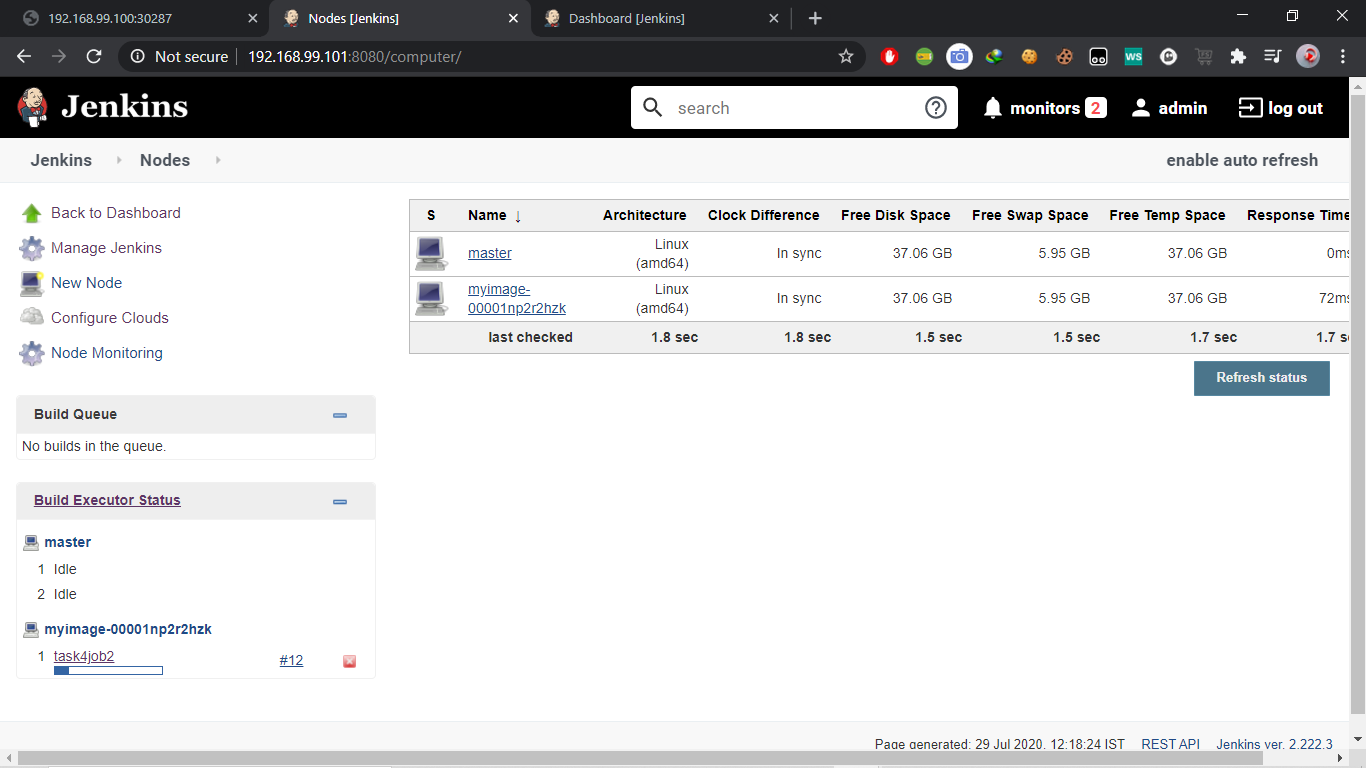 192.168.99.100:30287
Nodes [Jenkins]
Dashboard [Jenkins]
Not secure
192.168.99.101:8080/computer/
WS
Jenkins
search
monitors 2
admin
log out
Jenkins
Nodes
enable auto refresh
Back to Dashboard
Manage Jenkins
New Node
Configure Clouds
Node Monitoring
Build Queue
No builds in the queue.
Build Executor Status
master
1 Idle
2 Idle
myimage-00001np2r2hzk
1 task4job2 #12
S Name ↓ Architecture Clock Difference Free Disk Space Free Swap Space Free Temp Space Response Time
master Linux (amd64) In sync 37.06 GB 5.95 GB 37.06 GB 0ms
myimage-00001np2r2hzk Linux (amd64) In sync 37.06 GB 5.95 GB 37.06 GB 72ms
last checked 1.8 sec 1.8 sec 1.5 sec 1.5 sec 1.7 sec 1.7
Refresh status
Page generated: 29 Jul 2020, 12:18:24 IST REST API Jenkins ver. 2.222.3